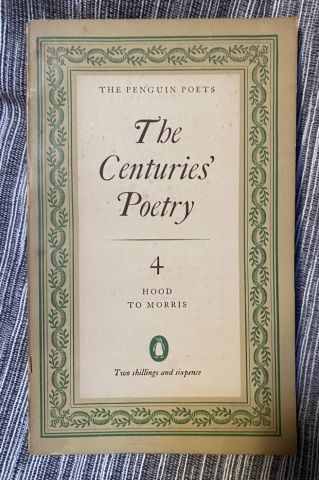 THE PENGUIN POETS
The
Centuries'
Poetry
4
HOOD
TO MORRIS
Two shillings and sixpence